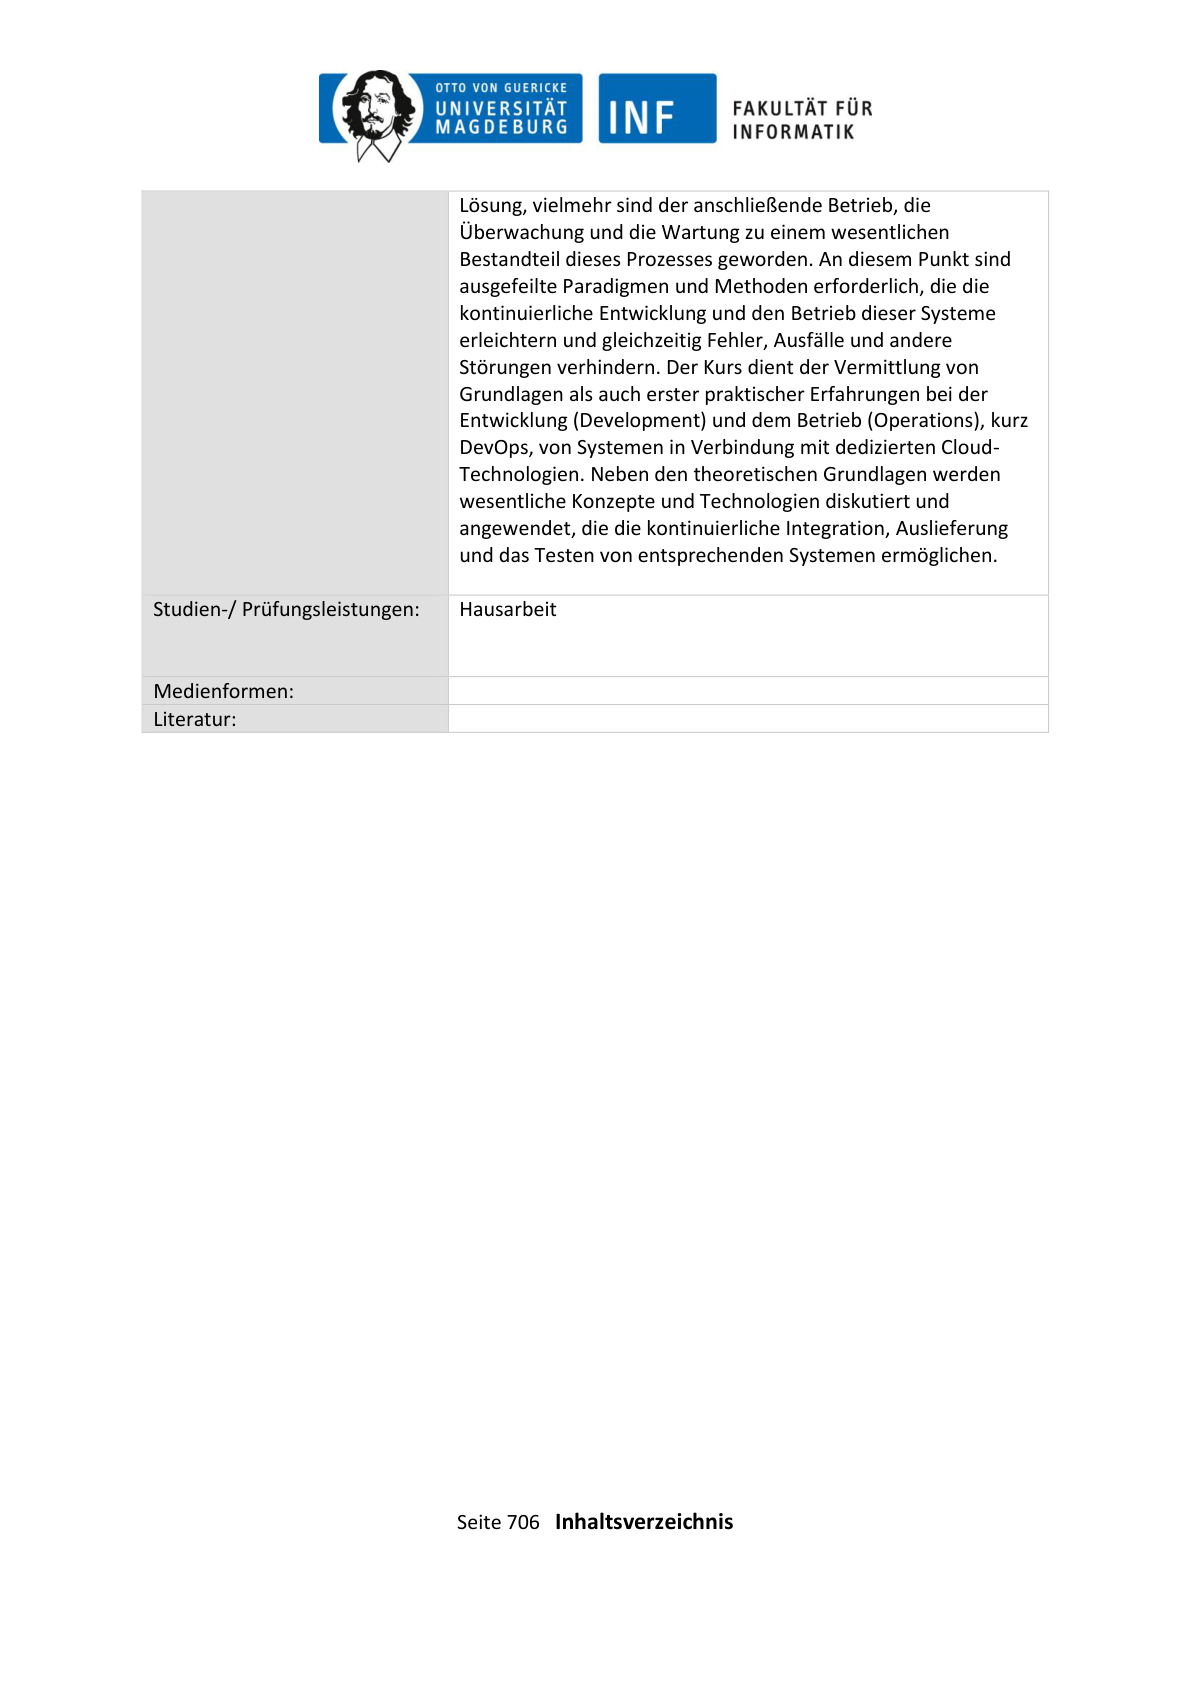 OTTO VON GUERICKE
UNIVERSITÄT
MAGDEBURG
INF
FAKULTÄT FÜR
INFORMATIK
Lösung, vielmehr sind der anschließende Betrieb, die
Überwachung und die Wartung zu einem wesentlichen
Bestandteil dieses Prozesses geworden. An diesem Punkt sind
ausgefeilte Paradigmen und Methoden erforderlich, die die
kontinuierliche Entwicklung und den Betrieb dieser Systeme
erleichtern und gleichzeitig Fehler, Ausfälle und andere
Störungen verhindern. Der Kurs dient der Vermittlung von
Grundlagen als auch erster praktischer Erfahrungen bei der
Entwicklung (Development) und dem Betrieb (Operations), kurz
DevOps, von Systemen in Verbindung mit dedizierten Cloud-
Technologien. Neben den theoretischen Grundlagen werden
wesentliche Konzepte und Technologien diskutiert und
angewendet, die die kontinuierliche Integration, Auslieferung
und das Testen von entsprechenden Systemen ermöglichen.
Studien-/ Prüfungsleistungen: Hausarbeit
Medienformen:
Literatur:
Seite 706 Inhaltsverzeichnis